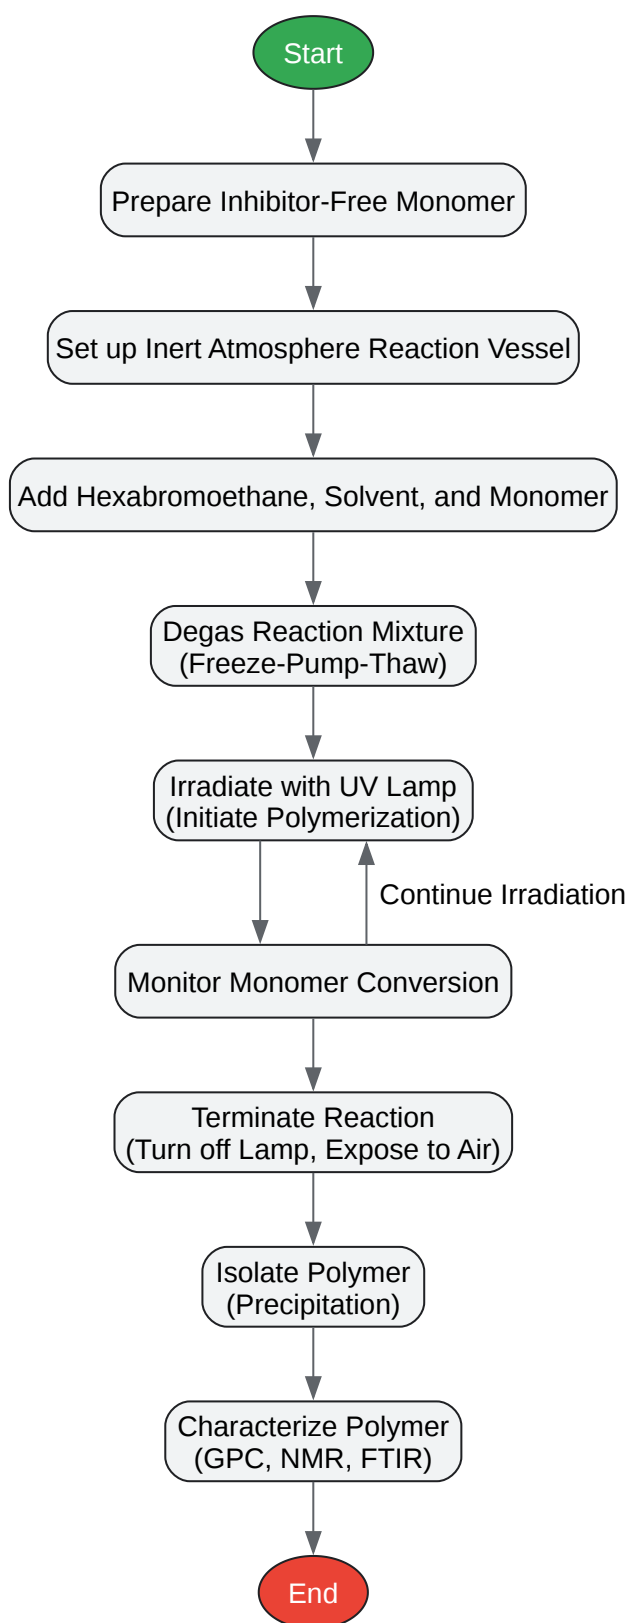 Start
Prepare Inhibitor-Free Monomer
Set up Inert Atmosphere Reaction Vessel
Add Hexabromoethane, Solvent, and Monomer
Degas Reaction Mixture
(Freeze-Pump-Thaw)
Irradiate with UV Lamp
(Initiate Polymerization)
Continue Irradiation
Monitor Monomer Conversion
Terminate Reaction
(Turn off Lamp, Expose to Air)
Isolate Polymer
(Precipitation)
Characterize Polymer
(GPC, NMR, FTIR)
End